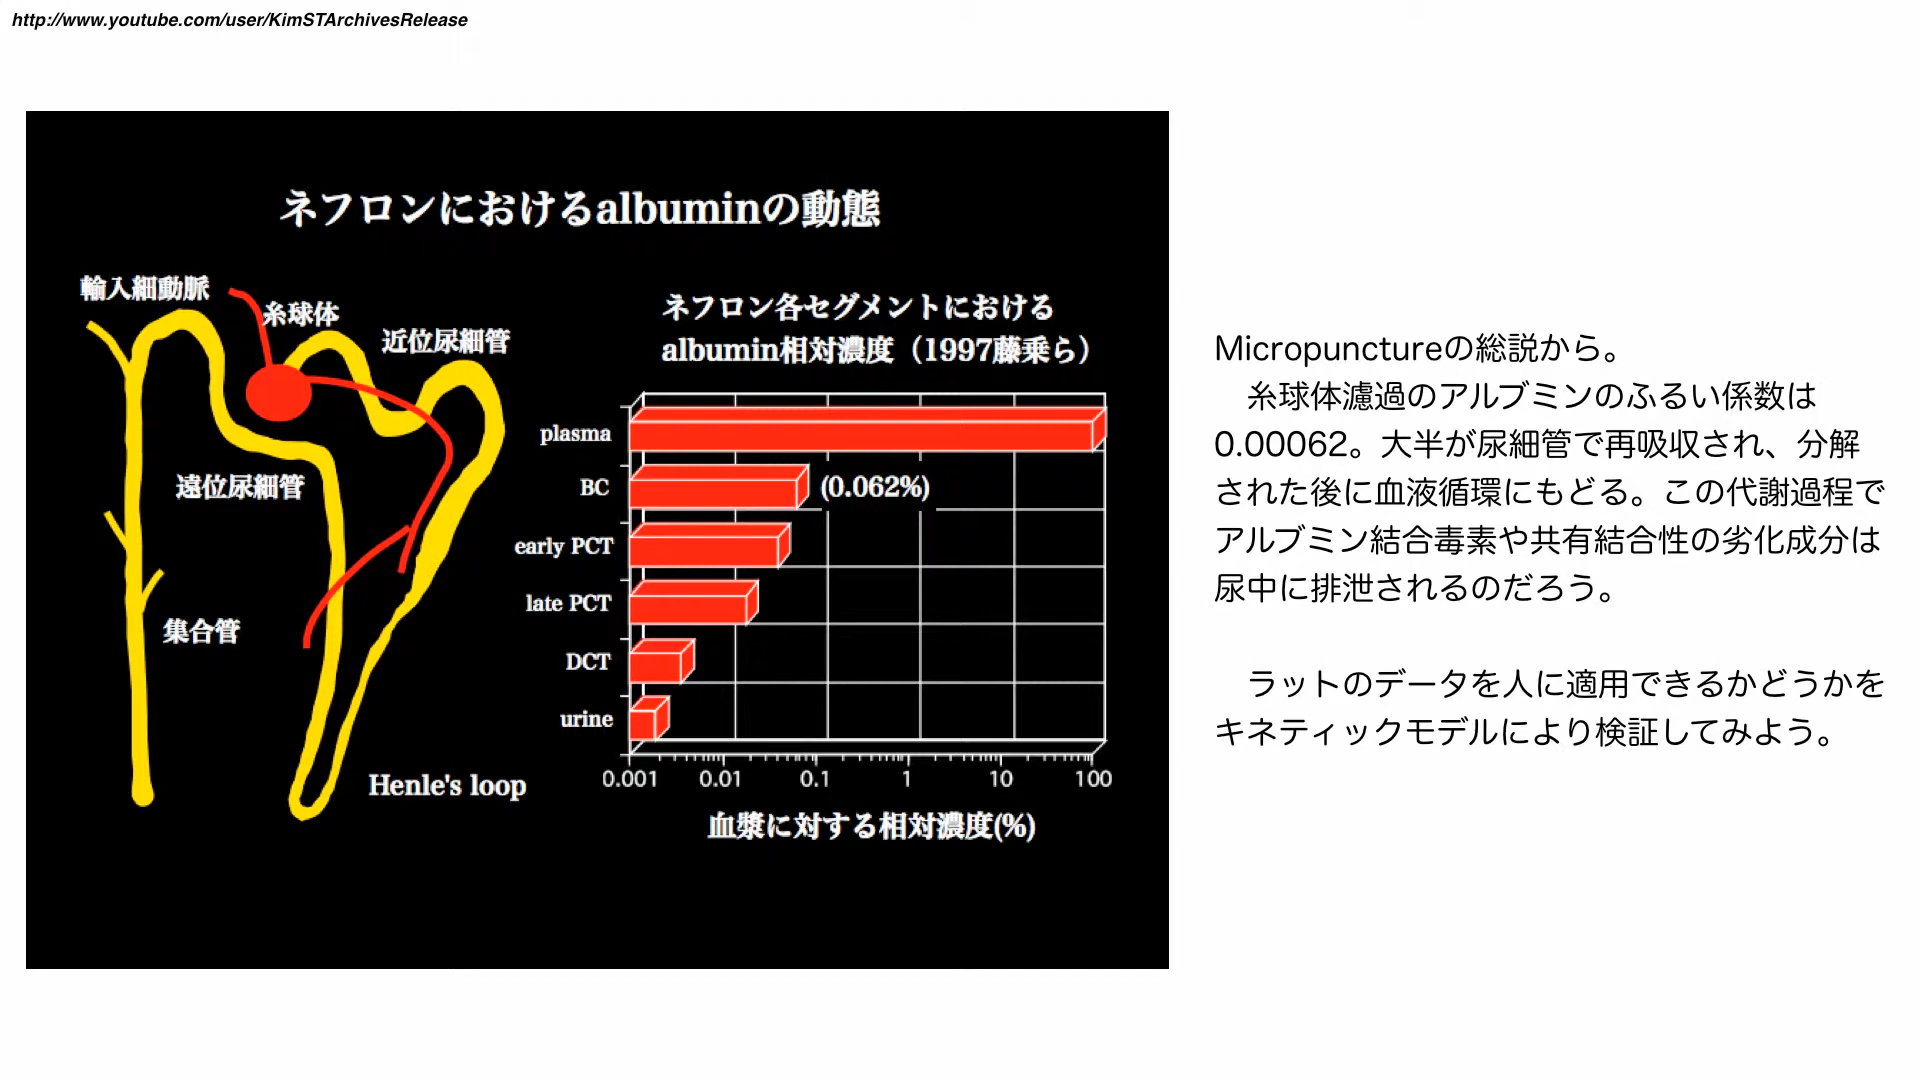 http://www.youtube.com/user/KimSTArchivesRelease
ネフロンにおけるalbuminの動態
輸入細動脈
糸球体
近位尿細管
遠位尿細管
集合管
Henle's loop
ネフロン各セグメントにおける
albumin相対濃度（1997藤乗ら）
plasma
BC
(0.062%)
early PCT
late PCT
DCT
urine
0.001 0.01 0.1 1 10 100
血漿に対する相対濃度(%)
Micropunctureの総説から。
　糸球体濾過のアルブミンのふるい係数は
0.00062。大半が尿細管で再吸収され、分解
された後に血液循環にもどる。この代謝過程で
アルブミン結合毒素や共有結合性の劣化成分は
尿中に排泄されるのだろう。
　ラットのデータを人に適用できるかどうかを
キネティックモデルにより検証してみよう。